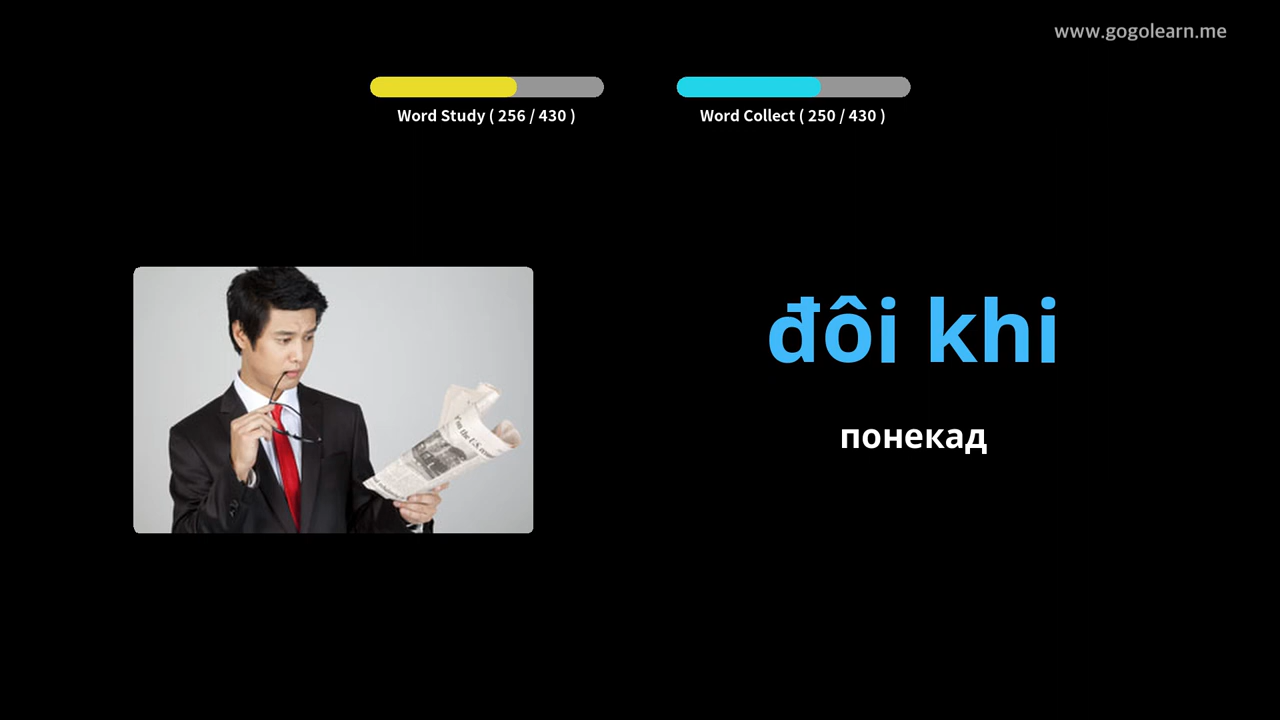 www.gogolearn.me
Word Study ( 256 / 430 )
Word Collect ( 250 / 430 )
đôi khi
понекад